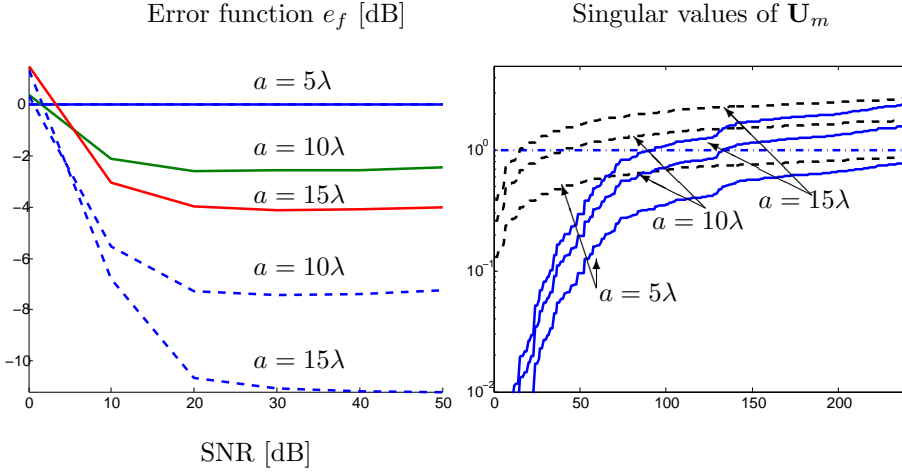 Error function e_f [dB]
Singular values of U_m
a = 5λ
a = 10λ
a = 15λ
a = 10λ
a = 15λ
0
−2
−4
−6
−8
−10
0 10 20 30 40 50
SNR [dB]
10^0
10^−1
10^−2
a = 15λ
a = 10λ
a = 5λ
0 50 100 150 200